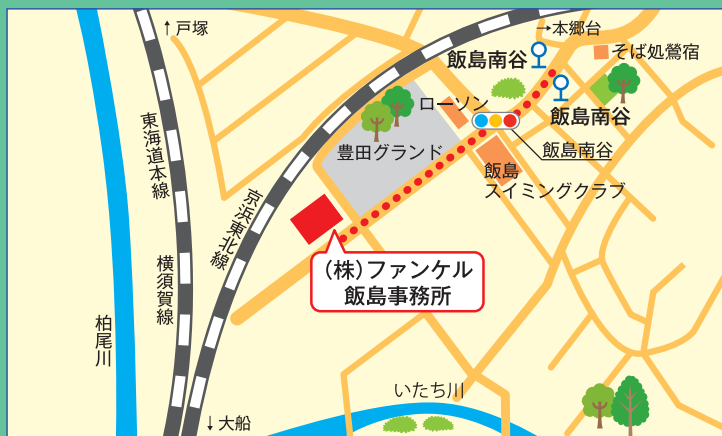 ↑戸塚
→本郷台
そば処鶯宿
飯島南谷
飯島南谷
ローソン
飯島南谷
豊田グランド
飯島
スイミングクラブ
東海道本線
京浜東北線
横須賀線
(株)ファンケル
飯島事務所
柏尾川
いたち川
↓大船